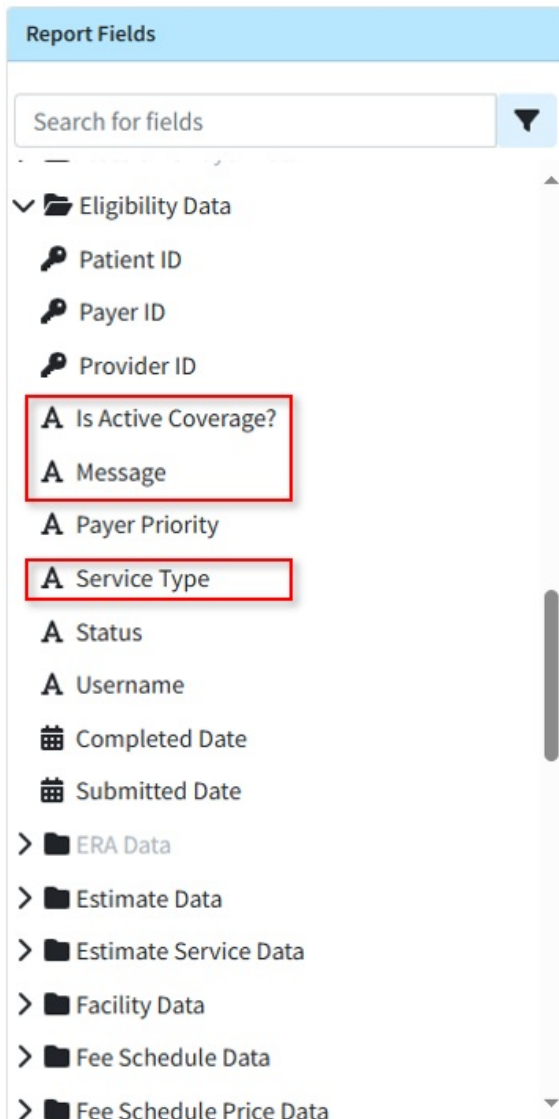 Report Fields
Search for fields
Eligibility Data
Patient ID
Payer ID
Provider ID
A Is Active Coverage?
A Message
A Payer Priority
A Service Type
A Status
A Username
Completed Date
Submitted Date
ERA Data
Estimate Data
Estimate Service Data
Facility Data
Fee Schedule Data
Fee Schedule Price Data